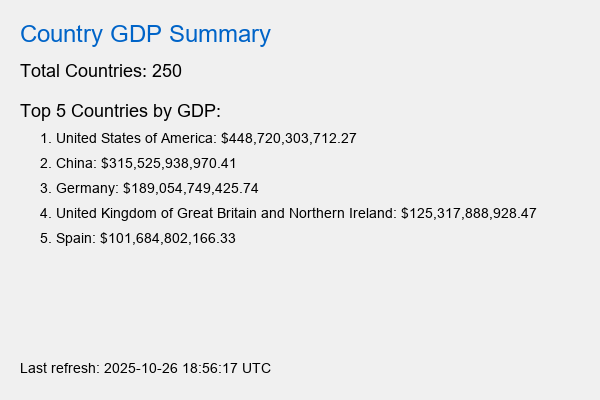 Country GDP Summary
Total Countries: 250
Top 5 Countries by GDP:
1. United States of America: $448,720,303,712.27
2. China: $315,525,938,970.41
3. Germany: $189,054,749,425.74
4. United Kingdom of Great Britain and Northern Ireland: $125,317,888,928.47
5. Spain: $101,684,802,166.33
Last refresh: 2025-10-26 18:56:17 UTC